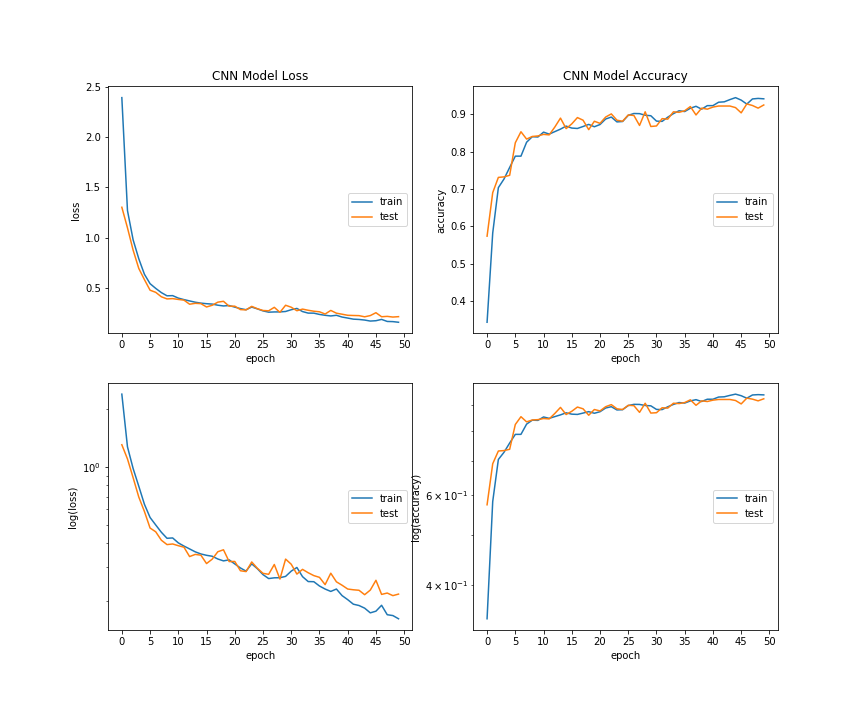 CNN Model Loss
2.5
2.0
1.5
1.0
0.5
loss
train
test
0 5 10 15 20 25 30 35 40 45 50
epoch
CNN Model Accuracy
0.9
0.8
0.7
0.6
0.5
0.4
accuracy
train
test
0 5 10 15 20 25 30 35 40 45 50
epoch
10⁰
log(loss)
train
test
0 5 10 15 20 25 30 35 40 45 50
epoch
6 × 10⁻¹
4 × 10⁻¹
log(accuracy)
train
test
0 5 10 15 20 25 30 35 40 45 50
epoch